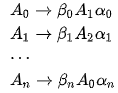 A₀ → β₀A₁α₀
A₁ → β₁A₂α₁
⋯
Aₙ → βₙA₀αₙ